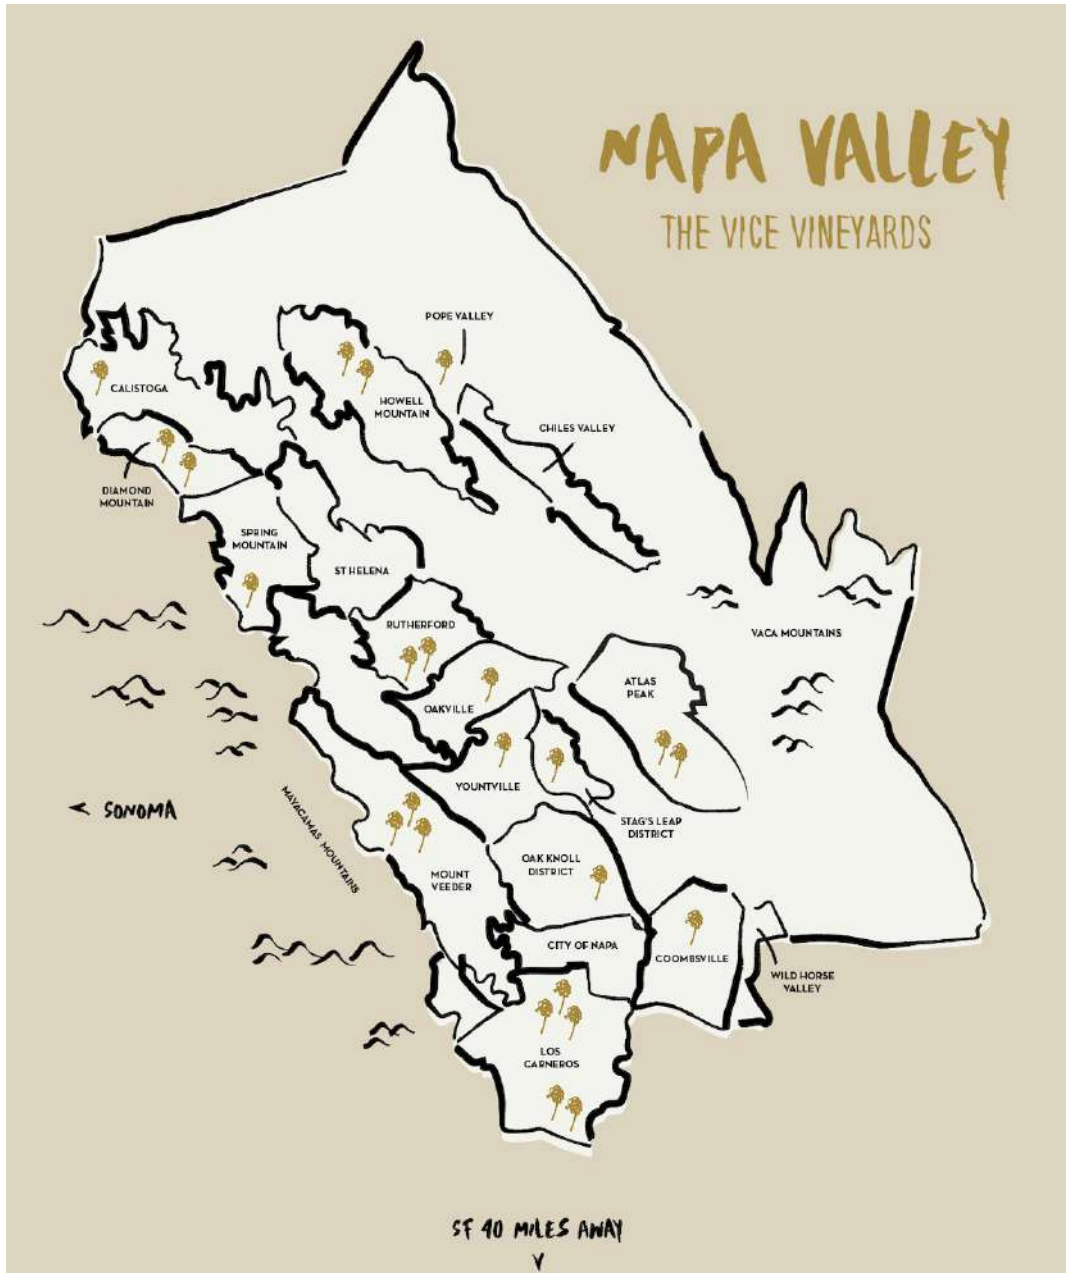 NAPA VALLEY
THE VICE VINEYARDS
POPE VALLEY
CALISTOGA
HOWELL
MOUNTAIN
CHILES VALLEY
DIAMOND
MOUNTAIN
SPRING
MOUNTAIN
ST HELENA
RUTHERFORD
VACA MOUNTAINS
ATLAS
PEAK
OAKVILLE
YOUNTVILLE
< SONOMA
MAYACAMAS MOUNTAINS
STAG'S LEAP
DISTRICT
OAK KNOLL
DISTRICT
MOUNT
VEEDER
CITY OF NAPA
COOMBSVILLE
WILD HORSE
VALLEY
LOS
CARNEROS
SF 40 MILES AWAY